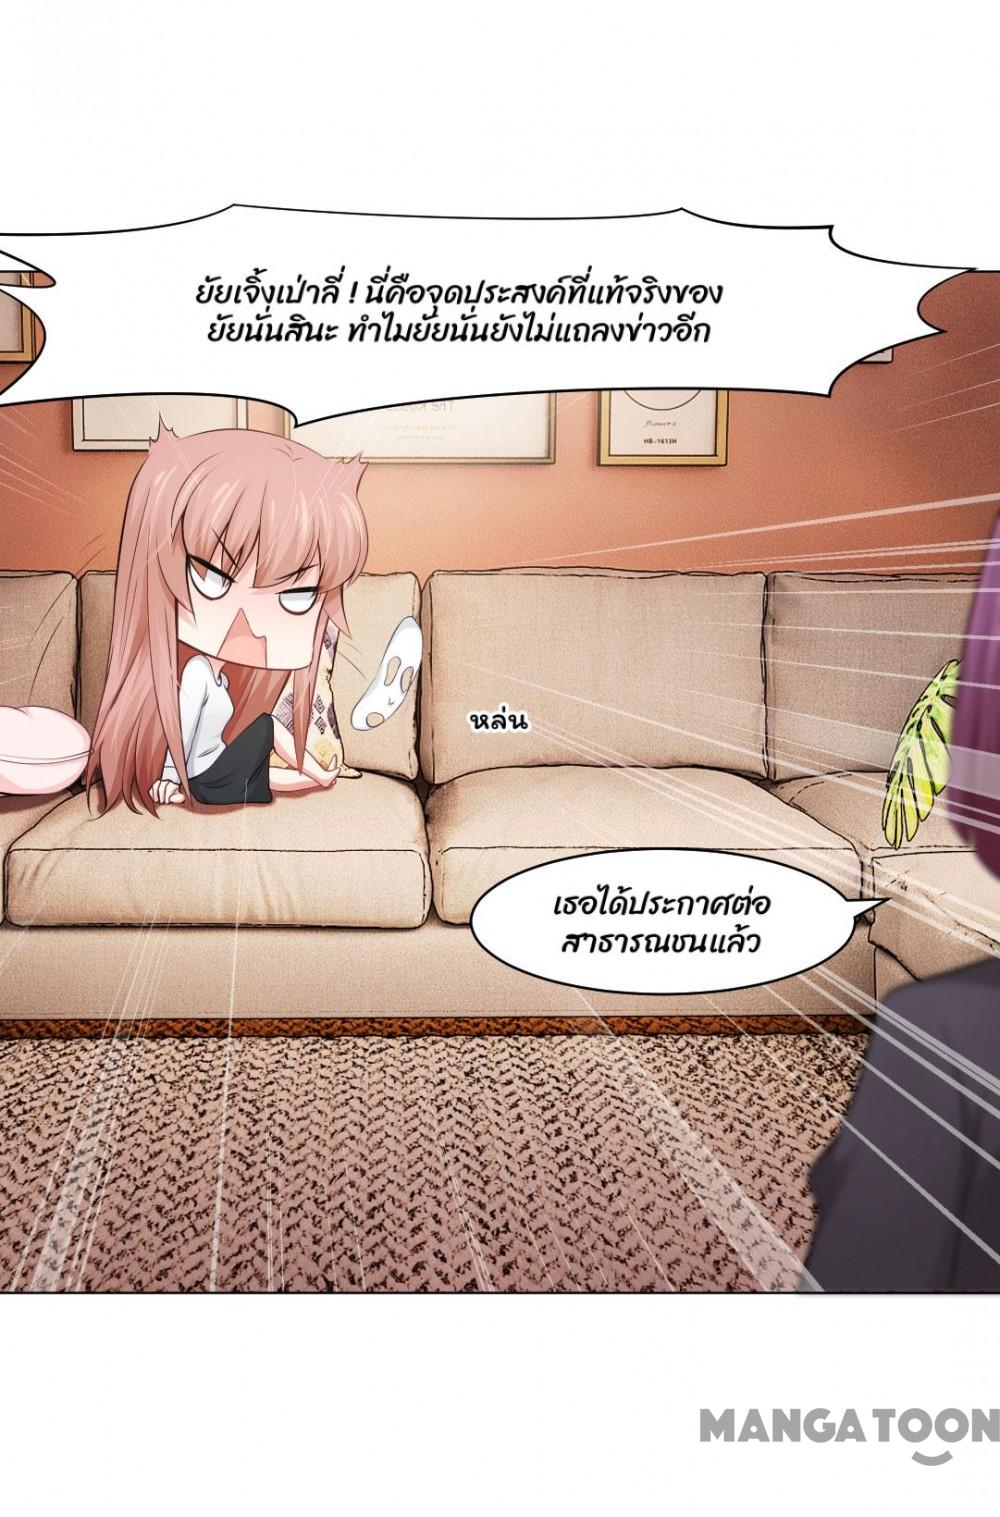 ยัยเจิ้งเป่าลี่ ! นี่คือจุดประสงค์ที่แท้จริงของ
ยัยนั่นสินะ ทำไมยัยนั่นยังไม่แถลงข่าวอีก
flowers
HB-1613H
หล่น
เธอได้ประกาศต่อ
สาธารณชนแล้ว
MANGATOON